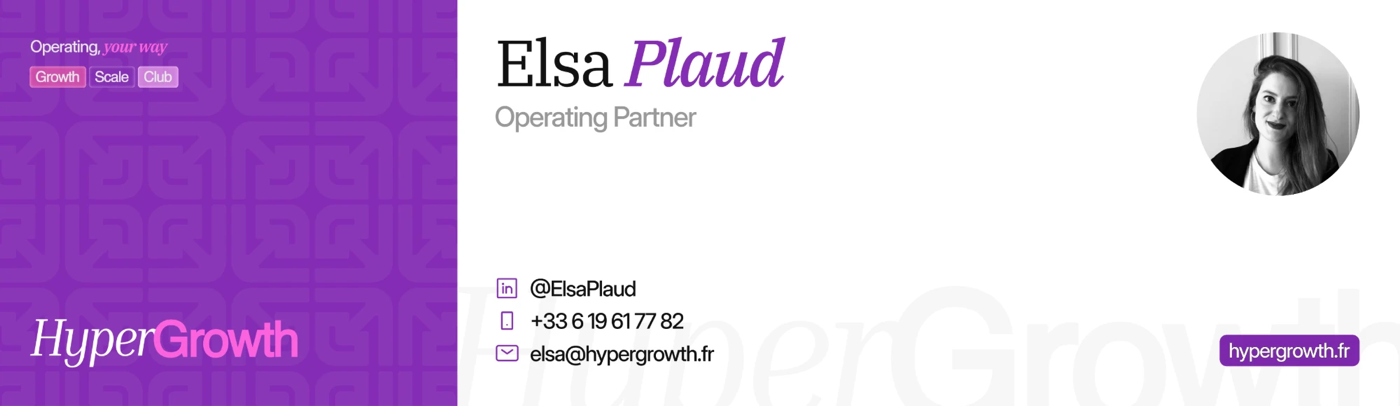 Operating, your way
Growth Scale Club
HyperGrowth
Elsa Plaud
Operating Partner
@ElsaPlaud
+33 6 19 61 77 82
elsa@hypergrowth.fr
hypergrowth.fr
HyperGrowth